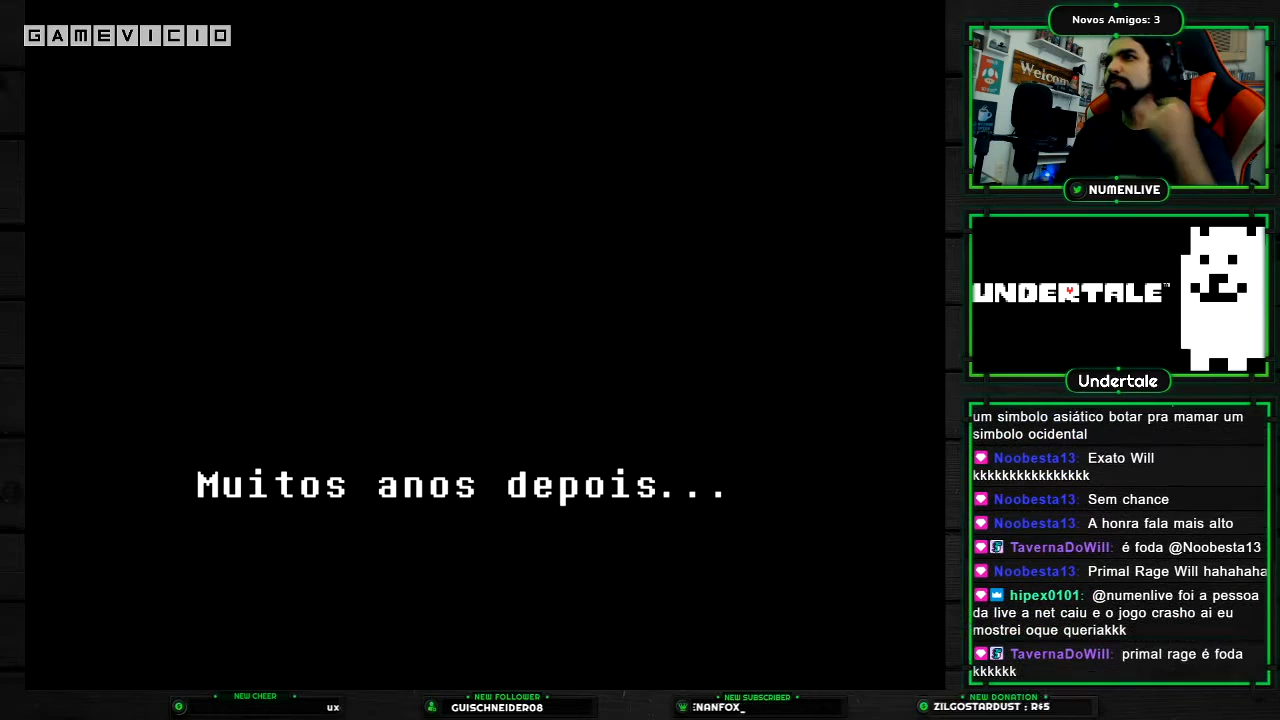 GAMEVICIO
Muitos anos depois...
Novos Amigos: 3
Welcome
NUMENLIVE
UNDERTALE
Undertale
um simbolo asiático botar pra mamar um
simbolo ocidental
Noobesta13: Exato Will
kkkkkkkkkkkkkkkk
Noobesta13: Sem chance
Noobesta13: A honra fala mais alto
TavernaDoWill: é foda @Noobesta13
Noobesta13: Primal Rage Will hahahaha
hipex0101: @numenlive foi a pessoa
da live a net caiu e o jogo crasho ai eu
mostrei oque queriakkk
TavernaDoWill: primal rage é foda
kkkkkk
NEW CHEER
ux
NEW FOLLOWER
GUISCHNEIDER08
NEW SUBSCRIBER
NANFOX_
NEW DONATION
ZILGOSTARDUST : R$5